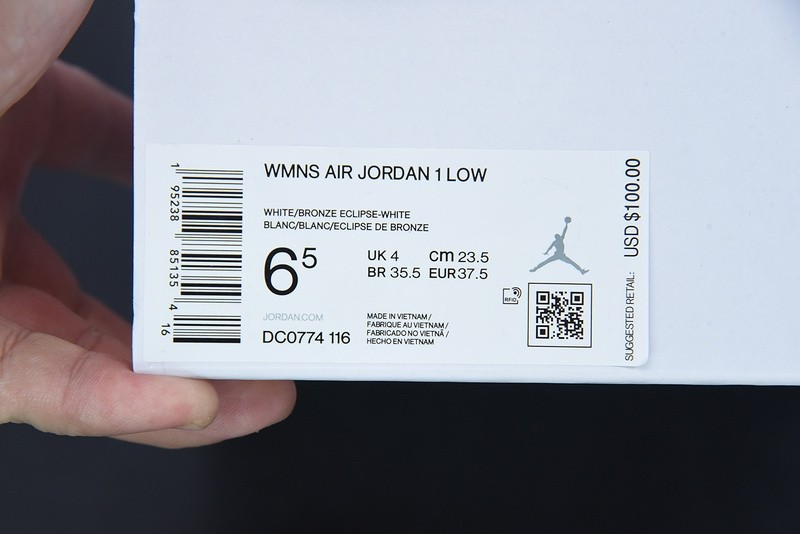 WMNS AIR JORDAN 1 LOW
WHITE/BRONZE ECLIPSE-WHITE
BLANC/BLANC/ECLIPSE DE BRONZE
6 5
UK 4 cm 23.5
BR 35.5 EUR 37.5
JORDAN.COM
DC0774 116
MADE IN VIETNAM /
FABRIQUE AU VIETNAM /
FABRICADO NO VIETNÃ /
HECHO EN VIETNAM
RFID
1 95238 85135 4 16
SUGGESTED RETAIL: USD $100.00